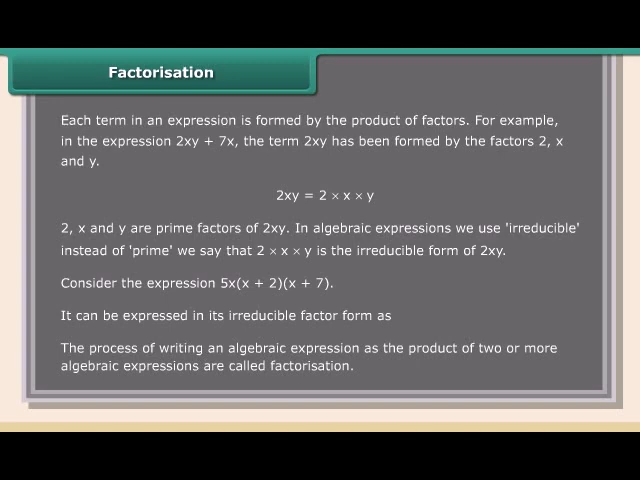 Factorisation
Each term in an expression is formed by the product of factors. For example,
in the expression 2xy + 7x, the term 2xy has been formed by the factors 2, x
and y.
2xy = 2 × x × y
2, x and y are prime factors of 2xy. In algebraic expressions we use 'irreducible'
instead of 'prime' we say that 2 × x × y is the irreducible form of 2xy.
Consider the expression 5x(x + 2)(x + 7).
It can be expressed in its irreducible factor form as
The process of writing an algebraic expression as the product of two or more
algebraic expressions are called factorisation.